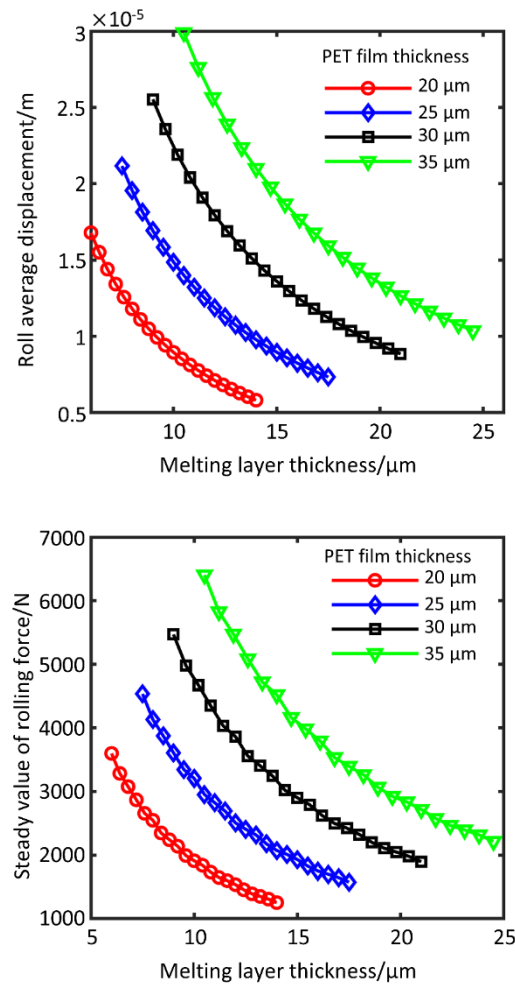 ×10⁻⁵
3
2.5
2
1.5
1
0.5
Roll average displacement/m
PET film thickness
20 μm
25 μm
30 μm
35 μm
10 15 20 25
Melting layer thickness/μm
7000
6000
5000
4000
3000
2000
1000
Steady value of rolling force/N
PET film thickness
20 μm
25 μm
30 μm
35 μm
5 10 15 20 25
Melting layer thickness/μm